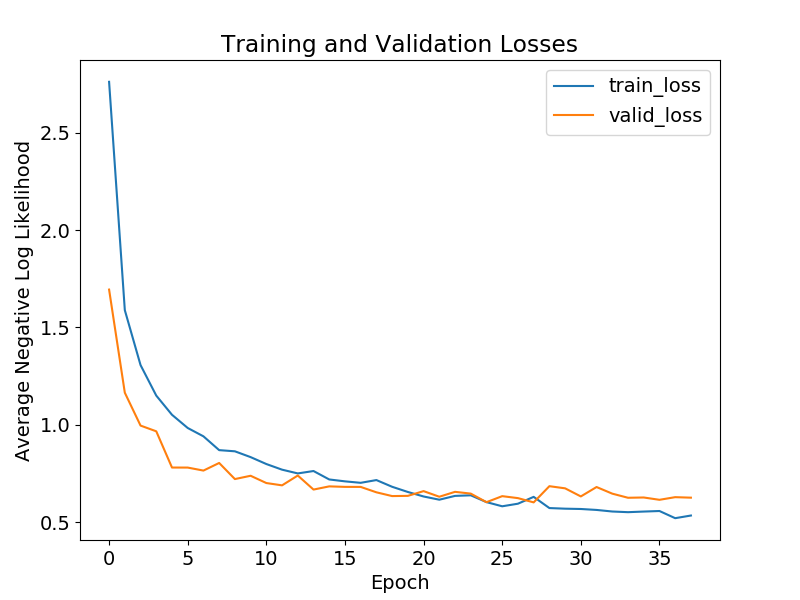 Training and Validation Losses
train_loss
valid_loss
Average Negative Log Likelihood
2.5
2.0
1.5
1.0
0.5
0 5 10 15 20 25 30 35
Epoch